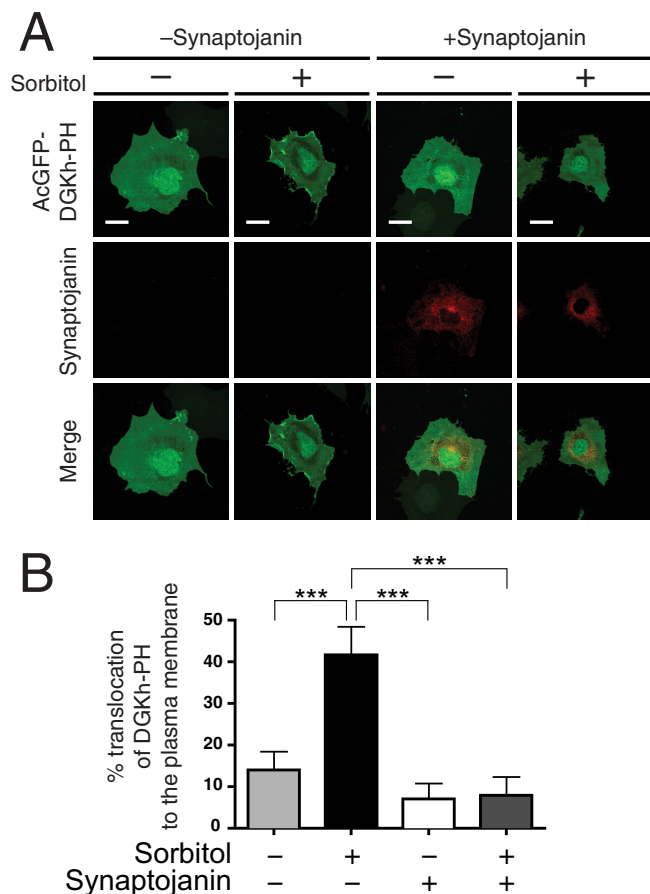 A
–Synaptojanin +Synaptojanin
Sorbitol – + – +
AcGFP-
DGKh-PH
Synaptojanin
Merge
B
% translocation
of DGKh-PH
to the plasma membrane
50
40
30
20
10
0
*** *** ***
Sorbitol – + – +
Synaptojanin – – + +